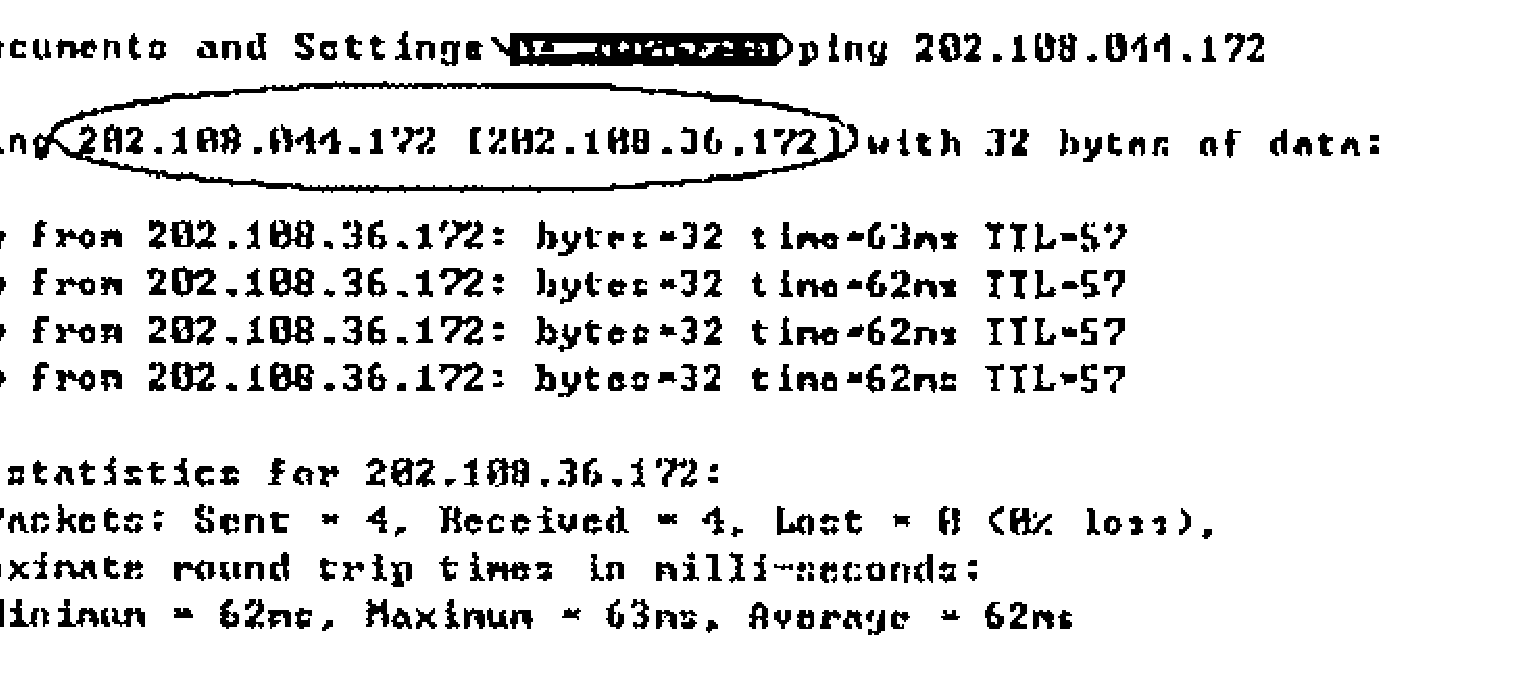 cuments and Settings\>ping 202.108.044.172
ng 202.108.044.172 [202.108.36.172] with 32 bytes of data:
from 202.108.36.172: bytes=32 time=63ms TTL=57
from 202.108.36.172: bytes=32 time=62ms TTL=57
from 202.108.36.172: bytes=32 time=62ms TTL=57
from 202.108.36.172: bytes=32 time=62ms TTL=57
statistics for 202.108.36.172:
Packets: Sent = 4, Received = 4, Lost = 0 (0% loss),
oximate round trip times in milli-seconds:
Minimum = 62ms, Maximum = 63ms, Average = 62ms